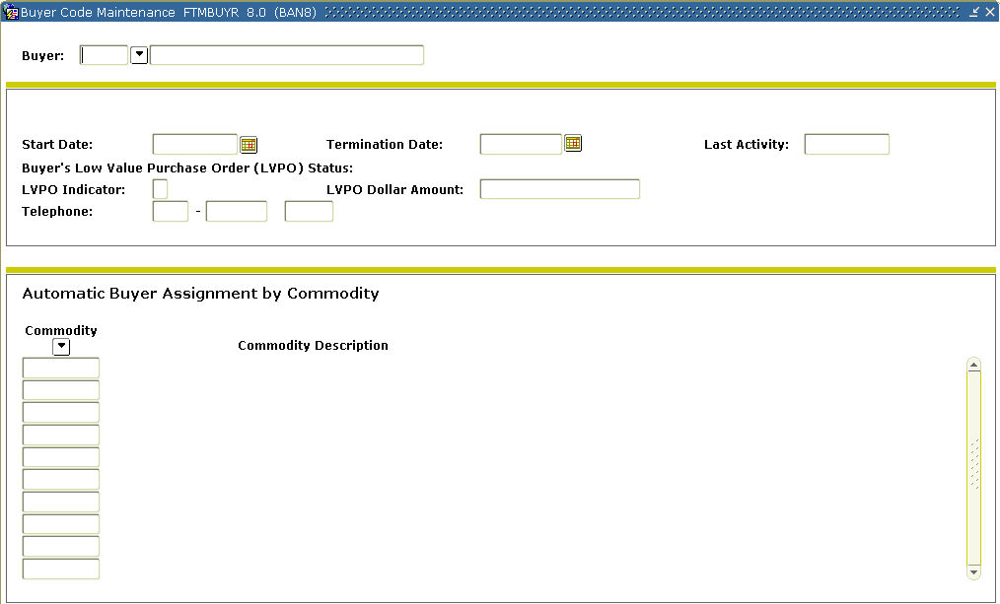 Buyer Code Maintenance FTMBUYR 8.0 (BAN8)
Buyer:
Start Date: Termination Date: Last Activity:
Buyer's Low Value Purchase Order (LVPO) Status:
LVPO Indicator: LVPO Dollar Amount:
Telephone: -
Automatic Buyer Assignment by Commodity
Commodity
Commodity Description